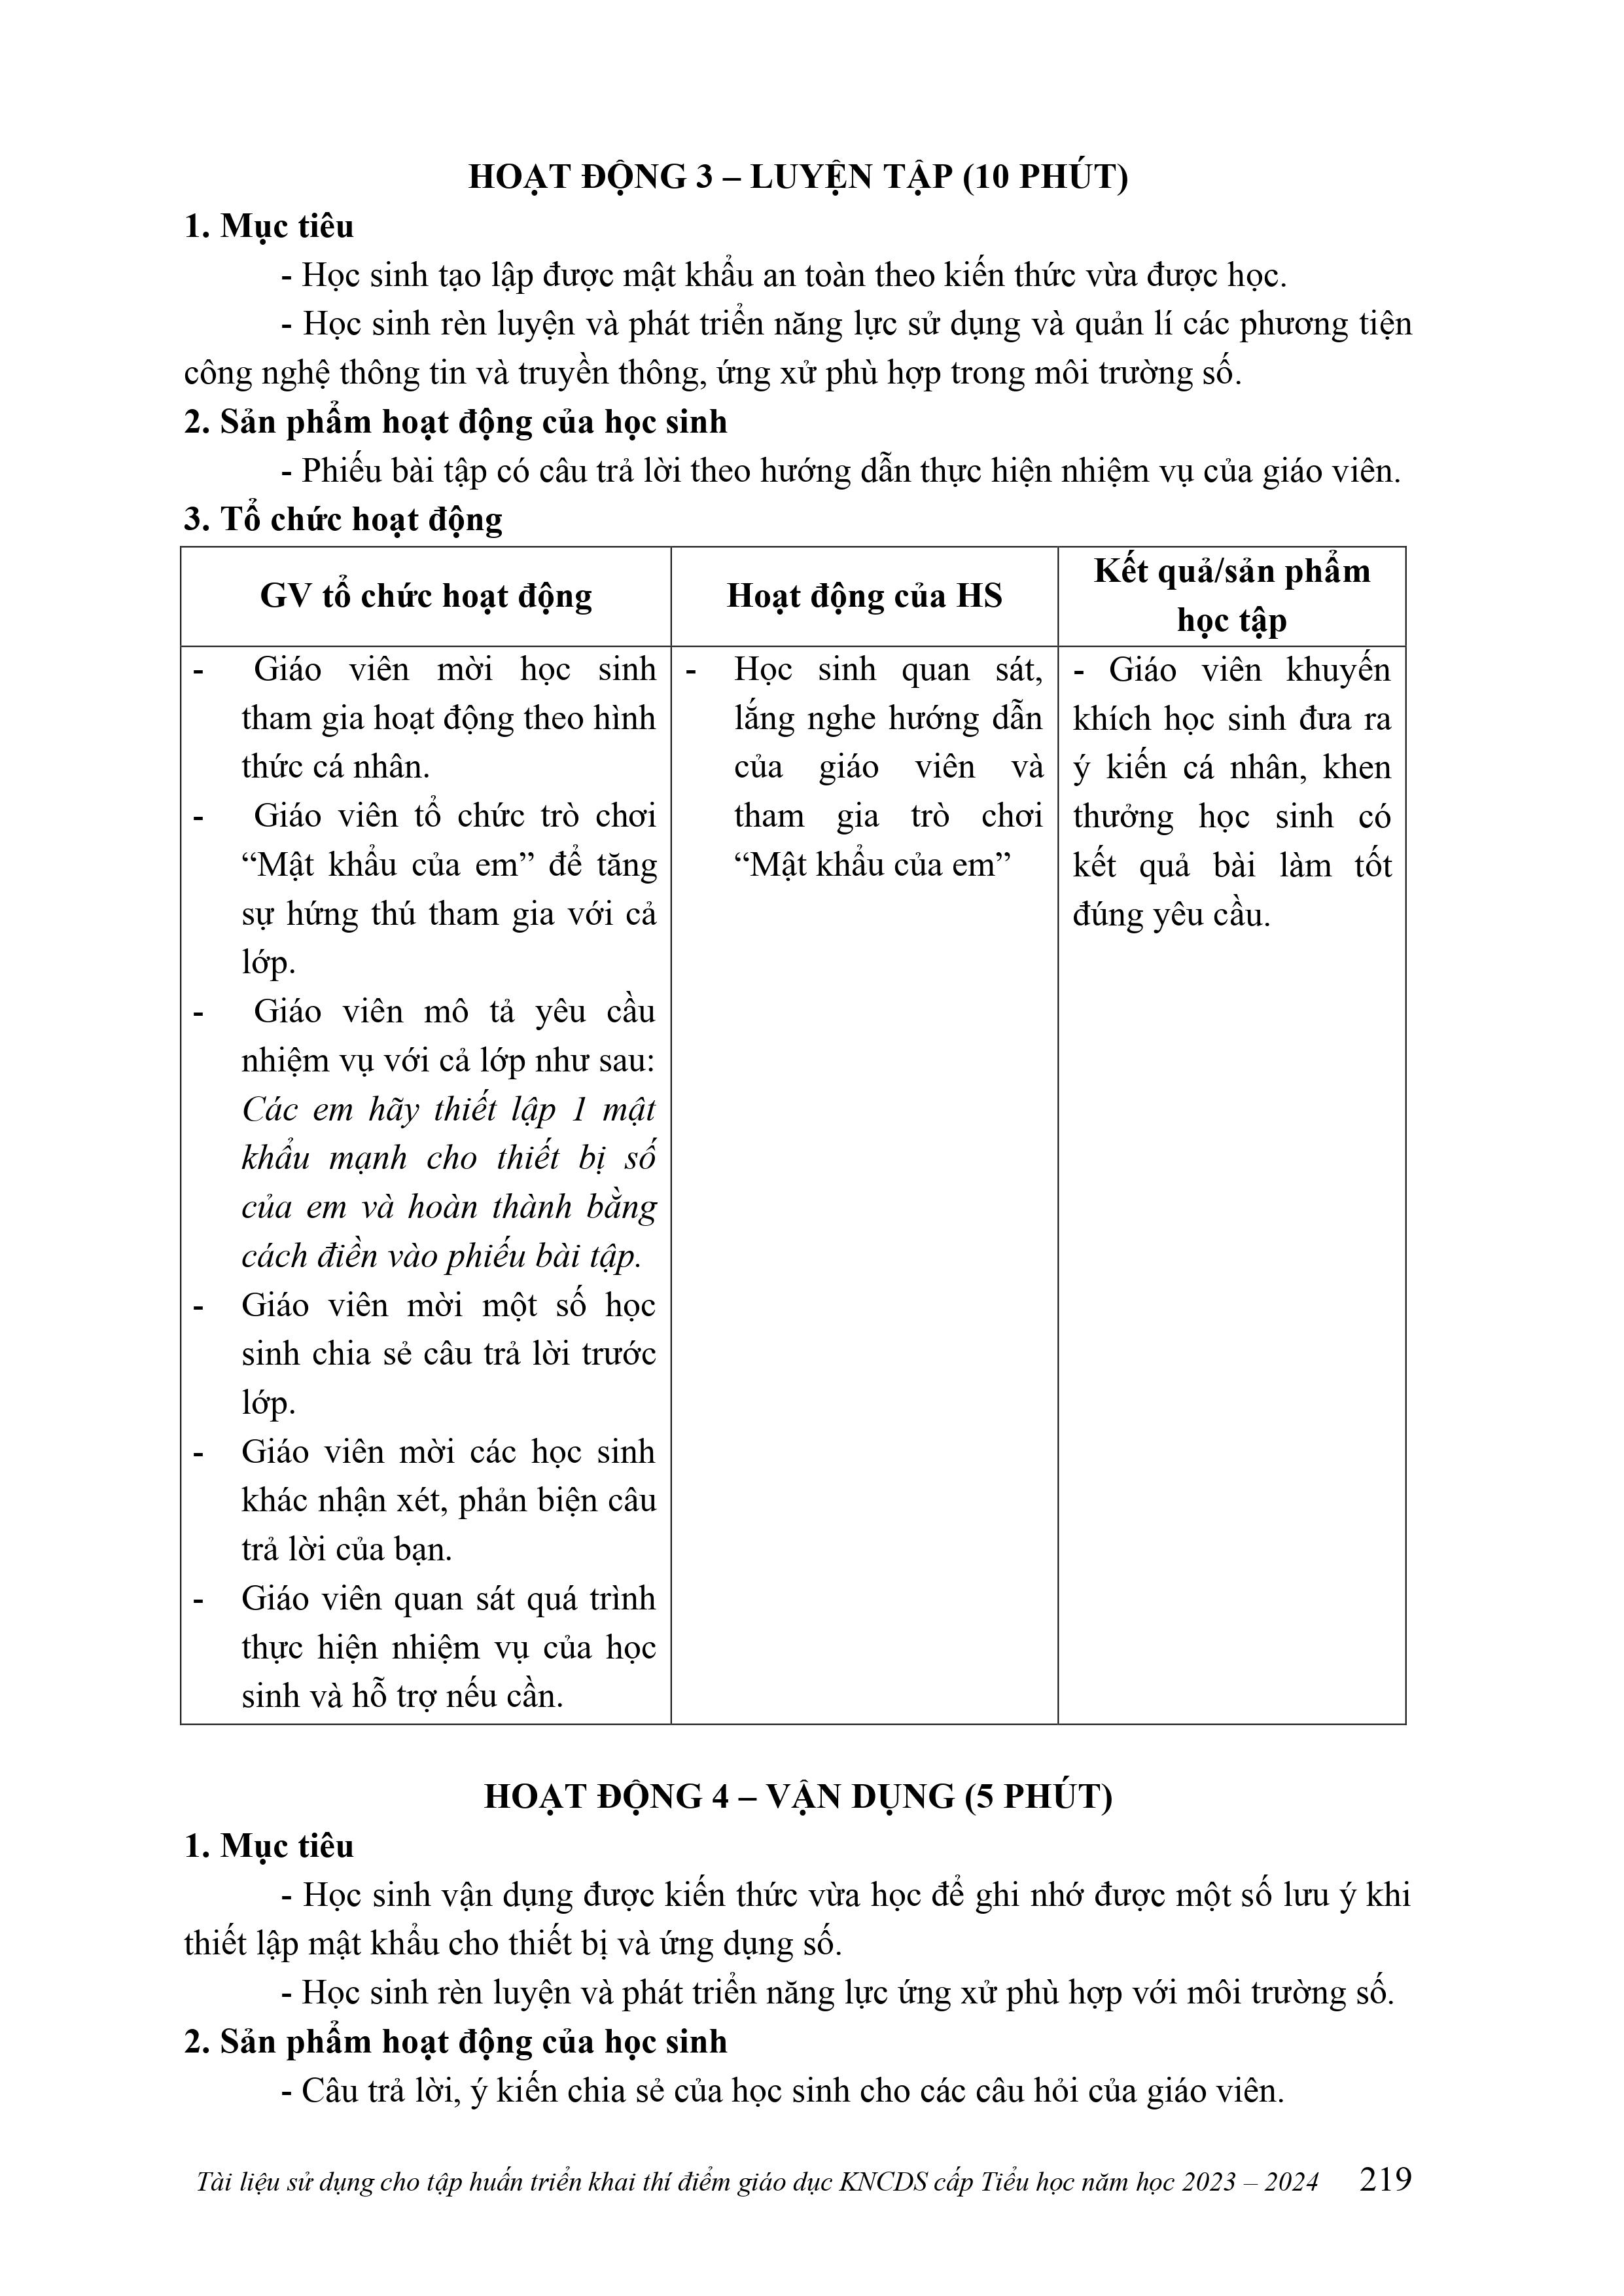 HOẠT ĐỘNG 3 – LUYỆN TẬP (10 PHÚT)
1. Mục tiêu
- Học sinh tạo lập được mật khẩu an toàn theo kiến thức vừa được học.
- Học sinh rèn luyện và phát triển năng lực sử dụng và quản lí các phương tiện
công nghệ thông tin và truyền thông, ứng xử phù hợp trong môi trường số.
2. Sản phẩm hoạt động của học sinh
- Phiếu bài tập có câu trả lời theo hướng dẫn thực hiện nhiệm vụ của giáo viên.
3. Tổ chức hoạt động
GV tổ chức hoạt động
Hoạt động của HS
Kết quả/sản phẩm
học tập
- Giáo viên mời học sinh
tham gia hoạt động theo hình
thức cá nhân.
- Giáo viên tổ chức trò chơi
“Mật khẩu của em” để tăng
sự hứng thú tham gia với cả
lớp.
- Giáo viên mô tả yêu cầu
nhiệm vụ với cả lớp như sau:
Các em hãy thiết lập 1 mật
khẩu mạnh cho thiết bị số
của em và hoàn thành bằng
cách điền vào phiếu bài tập.
- Giáo viên mời một số học
sinh chia sẻ câu trả lời trước
lớp.
- Giáo viên mời các học sinh
khác nhận xét, phản biện câu
trả lời của bạn.
- Giáo viên quan sát quá trình
thực hiện nhiệm vụ của học
sinh và hỗ trợ nếu cần.
- Học sinh quan sát,
lắng nghe hướng dẫn
của giáo viên và
tham gia trò chơi
“Mật khẩu của em”
- Giáo viên khuyến
khích học sinh đưa ra
ý kiến cá nhân, khen
thưởng học sinh có
kết quả bài làm tốt
đúng yêu cầu.
HOẠT ĐỘNG 4 – VẬN DỤNG (5 PHÚT)
1. Mục tiêu
- Học sinh vận dụng được kiến thức vừa học để ghi nhớ được một số lưu ý khi
thiết lập mật khẩu cho thiết bị và ứng dụng số.
- Học sinh rèn luyện và phát triển năng lực ứng xử phù hợp với môi trường số.
2. Sản phẩm hoạt động của học sinh
- Câu trả lời, ý kiến chia sẻ của học sinh cho các câu hỏi của giáo viên.
Tài liệu sử dụng cho tập huấn triển khai thí điểm giáo dục KNCDS cấp Tiểu học năm học 2023 – 2024 219